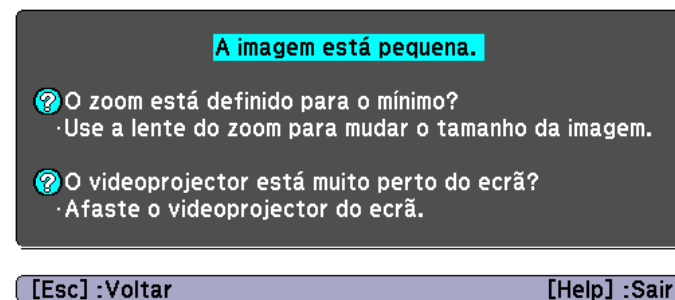 A imagem está pequena.
O zoom está definido para o mínimo?
·Use a lente do zoom para mudar o tamanho da imagem.
O videoprojector está muito perto do ecrã?
·Afaste o videoprojector do ecrã.
[Esc] :Voltar [Help] :Sair